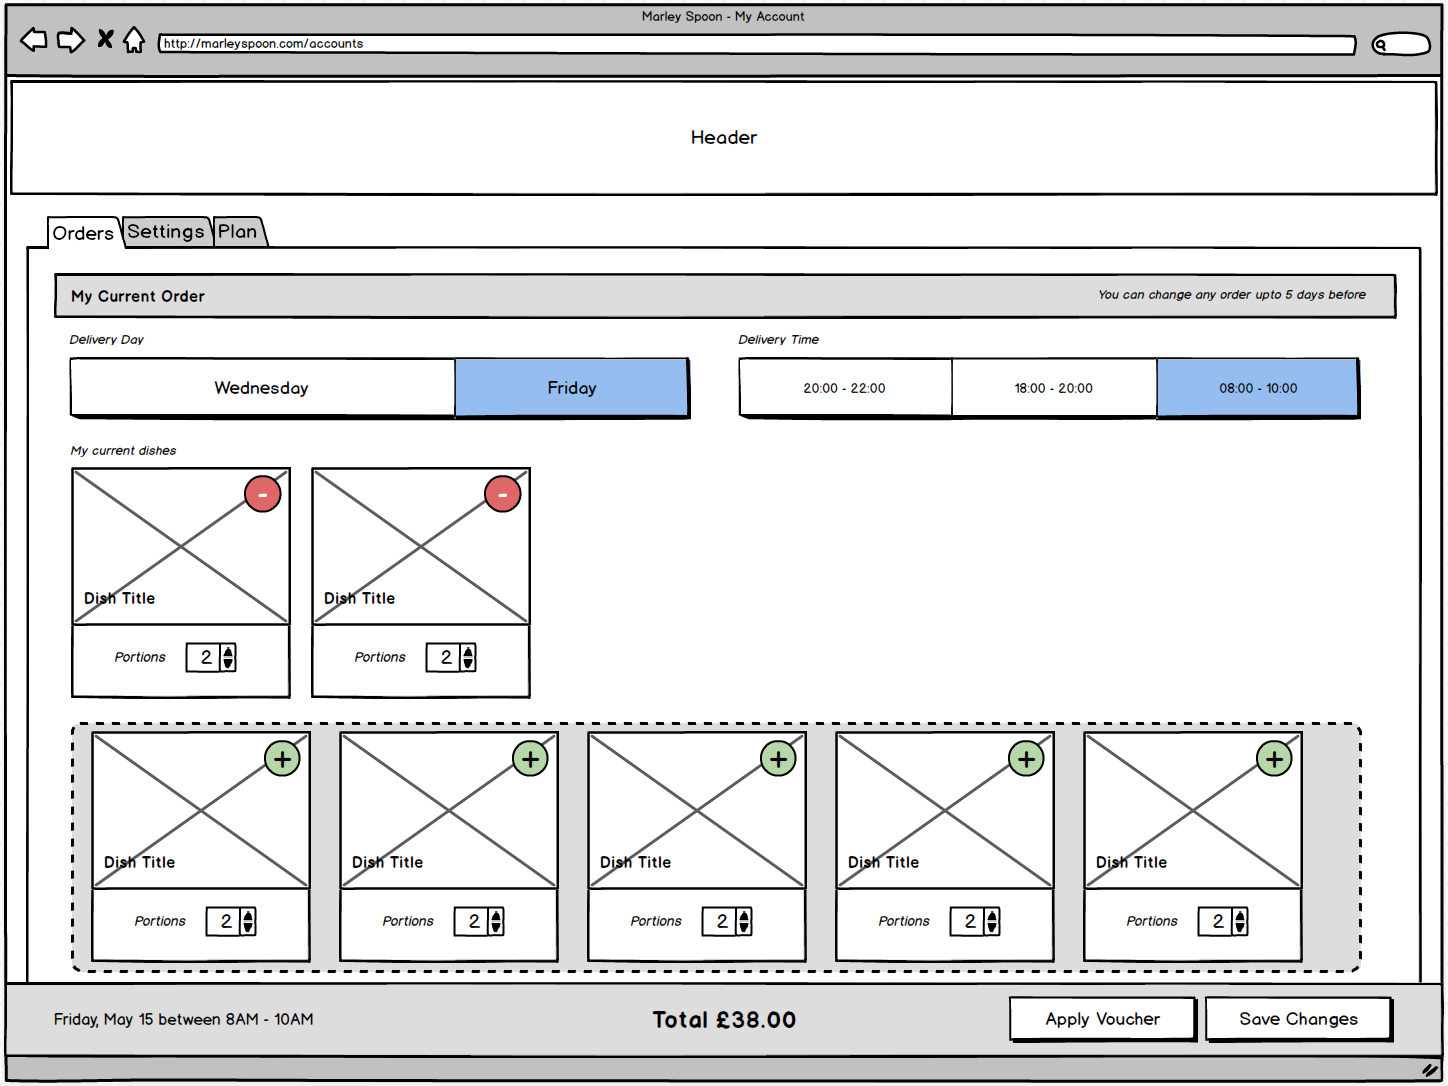 Marley Spoon - My Account
http://marleyspoon.com/accounts
Header
Orders Settings Plan
My Current Order
You can change any order upto 5 days before
Delivery Day
Delivery Time
Wednesday Friday
20:00 - 22:00 18:00 - 20:00 08:00 - 10:00
My current dishes
- -
Dish Title Dish Title
Portions 2 Portions 2
+ + + + +
Dish Title Dish Title Dish Title Dish Title Dish Title
Portions 2 Portions 2 Portions 2 Portions 2 Portions 2
Friday, May 15 between 8AM - 10AM
Total £38.00
Apply Voucher Save Changes